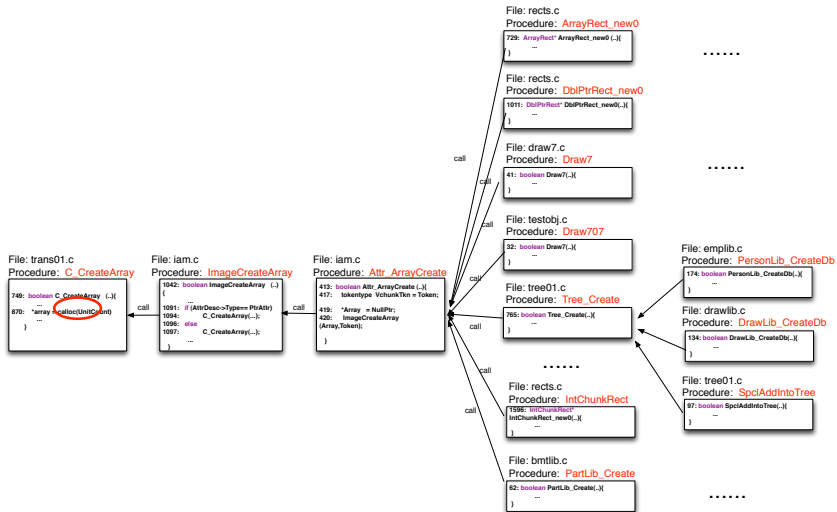 File: trans01.c
Procedure: C_CreateArray
749: boolean C_CreateArray (..){
...
870: *array = calloc(UnitCount)
...
}
call
File: iam.c
Procedure: ImageCreateArray
1042: boolean ImageCreateArray (..)
{
...
1091: if (AttrDesc->Type== PtrAttr)
1094: C_CreateArray(...);
1096: else
1097: C_CreateArray(...);
...
}
call
File: iam.c
Procedure: Attr_ArrayCreate
413: boolean Attr_ArrayCreate (..){
417: tokentype VchunkTkn = Token;
419: *Array = NullPtr;
420: ImageCreateArray
(Array,Token);
}
call
call
call
call
call
call
call
File: rects.c
Procedure: ArrayRect_new0
729: ArrayRect* ArrayRect_new0 (..){
...
}
......
File: rects.c
Procedure: DblPtrRect_new0
1011: DblPtrRect* DblPtrRect_new0(..){
...
}
File: draw7.c
Procedure: Draw7
41: boolean Draw7(..){
...
}
......
File: testobj.c
Procedure: Draw707
32: boolean Draw7(..){
...
}
File: tree01.c
Procedure: Tree_Create
765: boolean Tree_Create(..){
...
}
......
File: rects.c
Procedure: IntChunkRect
1596: IntChunkRect*
IntChunkRect_new0(..){
...
}
File: bmtlib.c
Procedure: PartLib_Create
62: boolean PartLib_Create(..){
...
}
File: emplib.c
Procedure: PersonLib_CreateDb
174: boolean PersonLib_CreateDb(..){
...
}
File: drawlib.c
Procedure: DrawLib_CreateDb
134: boolean DrawLib_CreateDb(..){
...
}
File: tree01.c
Procedure: SpclAddIntoTree
97: boolean SpclAddIntoTree(..){
...
}
......